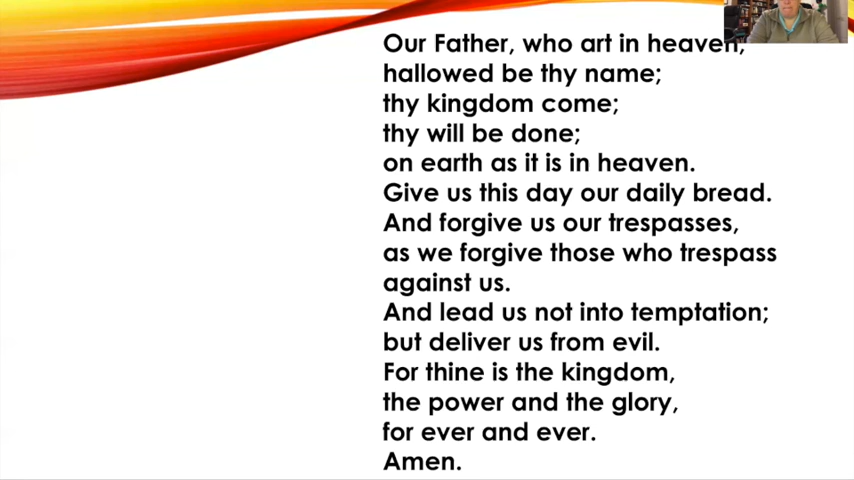 Our Father, who art in heaven,
hallowed be thy name;
thy kingdom come;
thy will be done;
on earth as it is in heaven.
Give us this day our daily bread.
And forgive us our trespasses,
as we forgive those who trespass
against us.
And lead us not into temptation;
but deliver us from evil.
For thine is the kingdom,
the power and the glory,
for ever and ever.
Amen.